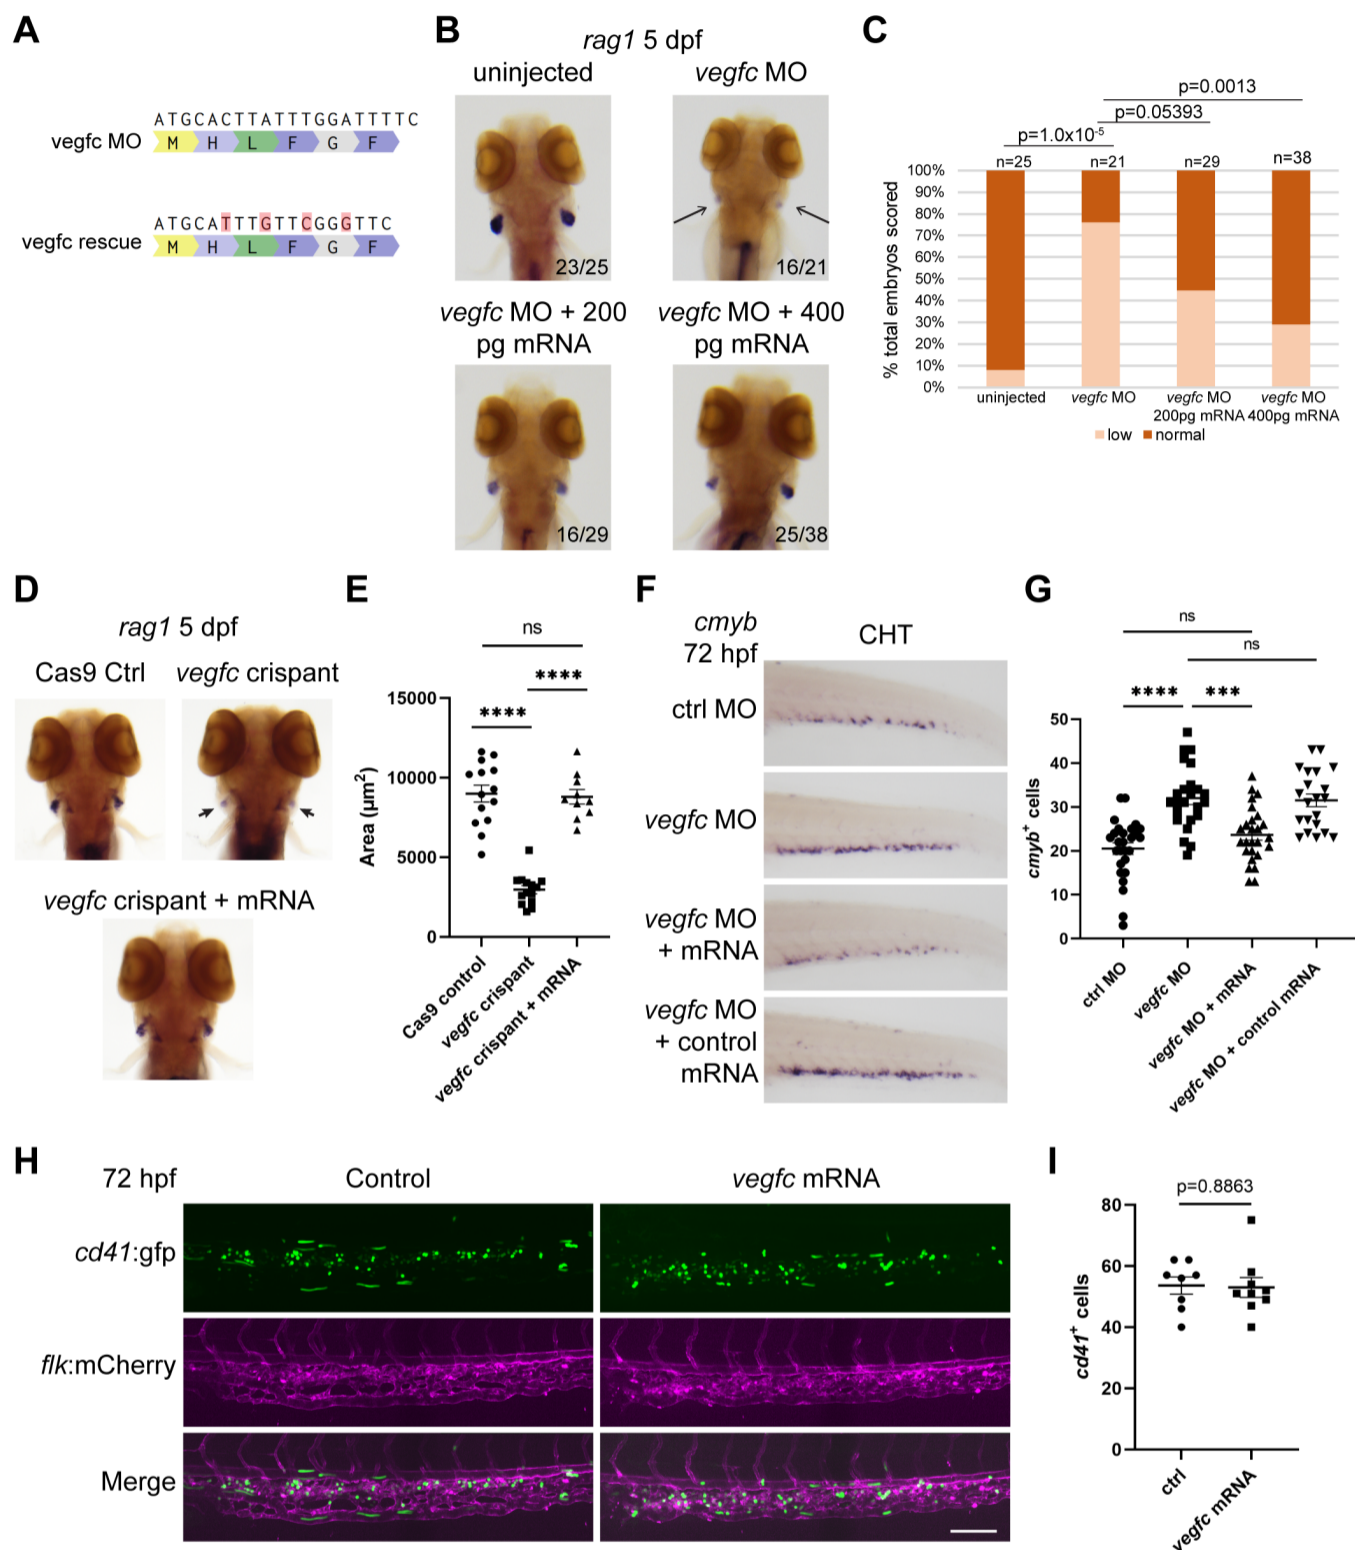 A
ATGCACTTATTTGGATTTTC
vegfc MO
M H L F G F
ATGCATTTGTTCGGGTTC
vegfc rescue
M H L F G F
B
rag1 5 dpf
uninjected
vegfc MO
23/25
16/21
vegfc MO + 200
pg mRNA
vegfc MO + 400
pg mRNA
16/29
25/38
C
p=0.0013
p=0.05393
p=1.0x10-5
n=25
n=21
n=29
n=38
% total embryos scored
100%
90%
80%
70%
60%
50%
40%
30%
20%
10%
0%
uninjected
vegfc MO
vegfc MO
200pg mRNA
vegfc MO
400pg mRNA
low
normal
D
rag1 5 dpf
Cas9 Ctrl
vegfc crispant
vegfc crispant + mRNA
E
ns
****
****
Area (µm²)
15000
10000
5000
0
Cas9 control
vegfc crispant
vegfc crispant + mRNA
F
cmyb
72 hpf
CHT
ctrl MO
vegfc MO
vegfc MO
+ mRNA
vegfc MO
+ control
mRNA
G
ns
ns
****
***
cmyb+ cells
50
40
30
20
10
0
ctrl MO
vegfc MO
vegfc MO + mRNA
vegfc MO + control mRNA
H
72 hpf
Control
vegfc mRNA
cd41:gfp
flk:mCherry
Merge
I
p=0.8863
cd41+ cells
80
60
40
20
0
ctrl
vegfc mRNA